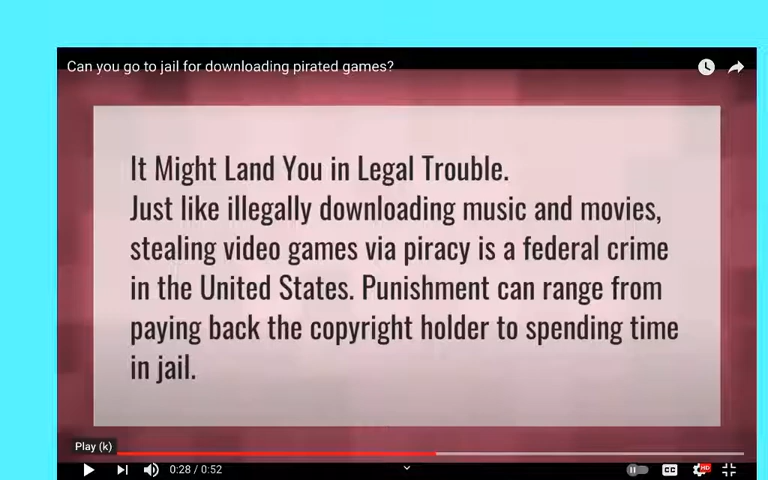 Can you go to jail for downloading pirated games?
It Might Land You in Legal Trouble.
Just like illegally downloading music and movies,
stealing video games via piracy is a federal crime
in the United States. Punishment can range from
paying back the copyright holder to spending time
in jail.
Play (k)
0:28 / 0:52
CC
HD